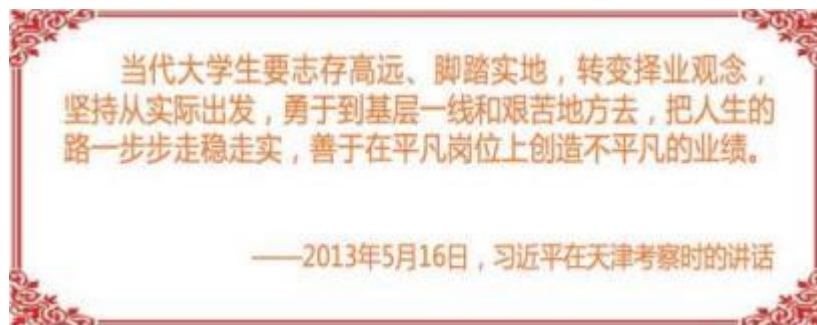 当代大学生要志存高远、脚踏实地，转变择业观念，
坚持从实际出发，勇于到基层一线和艰苦地方去，把人生的
路一步步走稳走实，善于在平凡岗位上创造不平凡的业绩。
——2013年5月16日，习近平在天津考察时的讲话